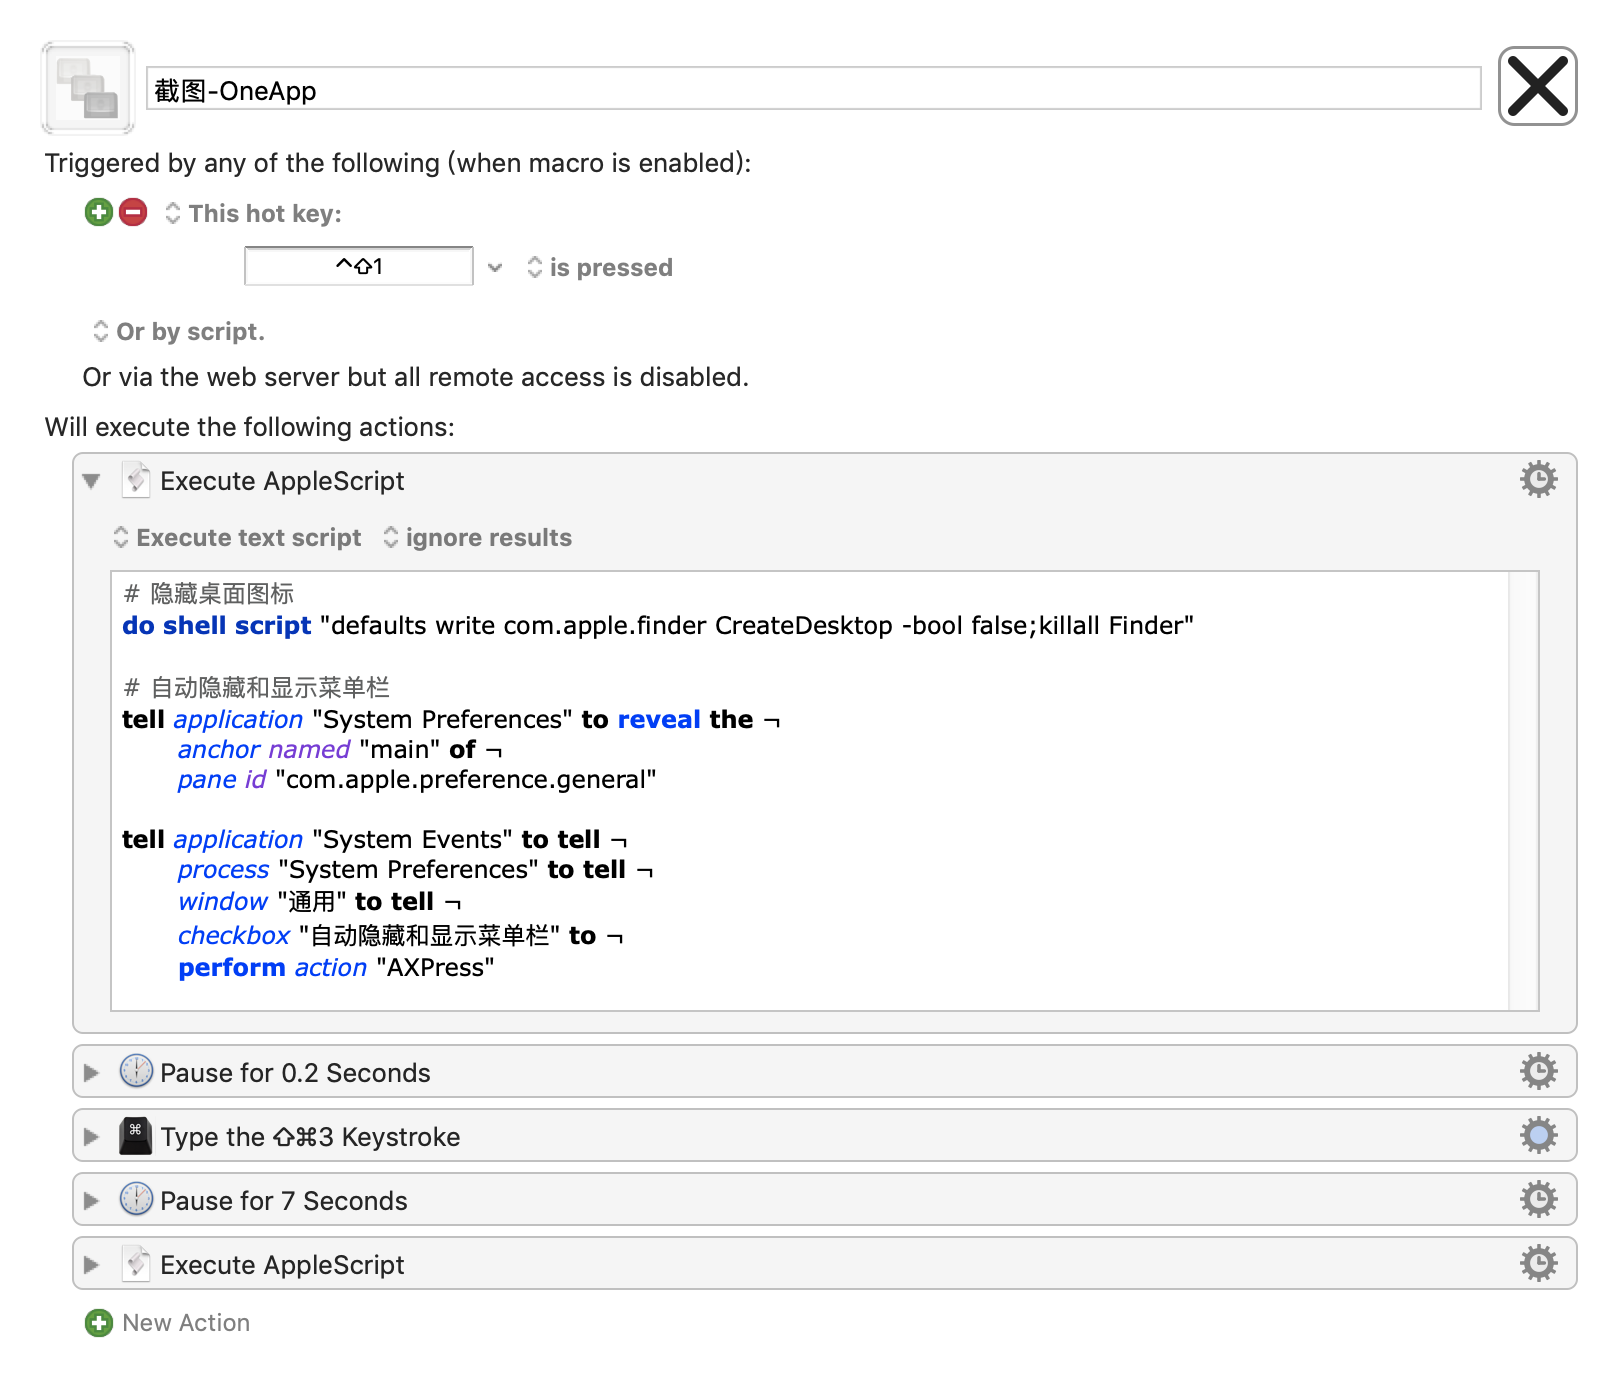 截图-OneApp
Triggered by any of the following (when macro is enabled):
This hot key:
^⇧1 is pressed
Or by script.
Or via the web server but all remote access is disabled.
Will execute the following actions:
Execute AppleScript
Execute text script ignore results
# 隐藏桌面图标
do shell script "defaults write com.apple.finder CreateDesktop -bool false;killall Finder"
# 自动隐藏和显示菜单栏
tell application "System Preferences" to reveal the ¬
anchor named "main" of ¬
pane id "com.apple.preference.general"
tell application "System Events" to tell ¬
process "System Preferences" to tell ¬
window "通用" to tell ¬
checkbox "自动隐藏和显示菜单栏" to ¬
perform action "AXPress"
Pause for 0.2 Seconds
Type the ⇧⌘3 Keystroke
Pause for 7 Seconds
Execute AppleScript
New Action